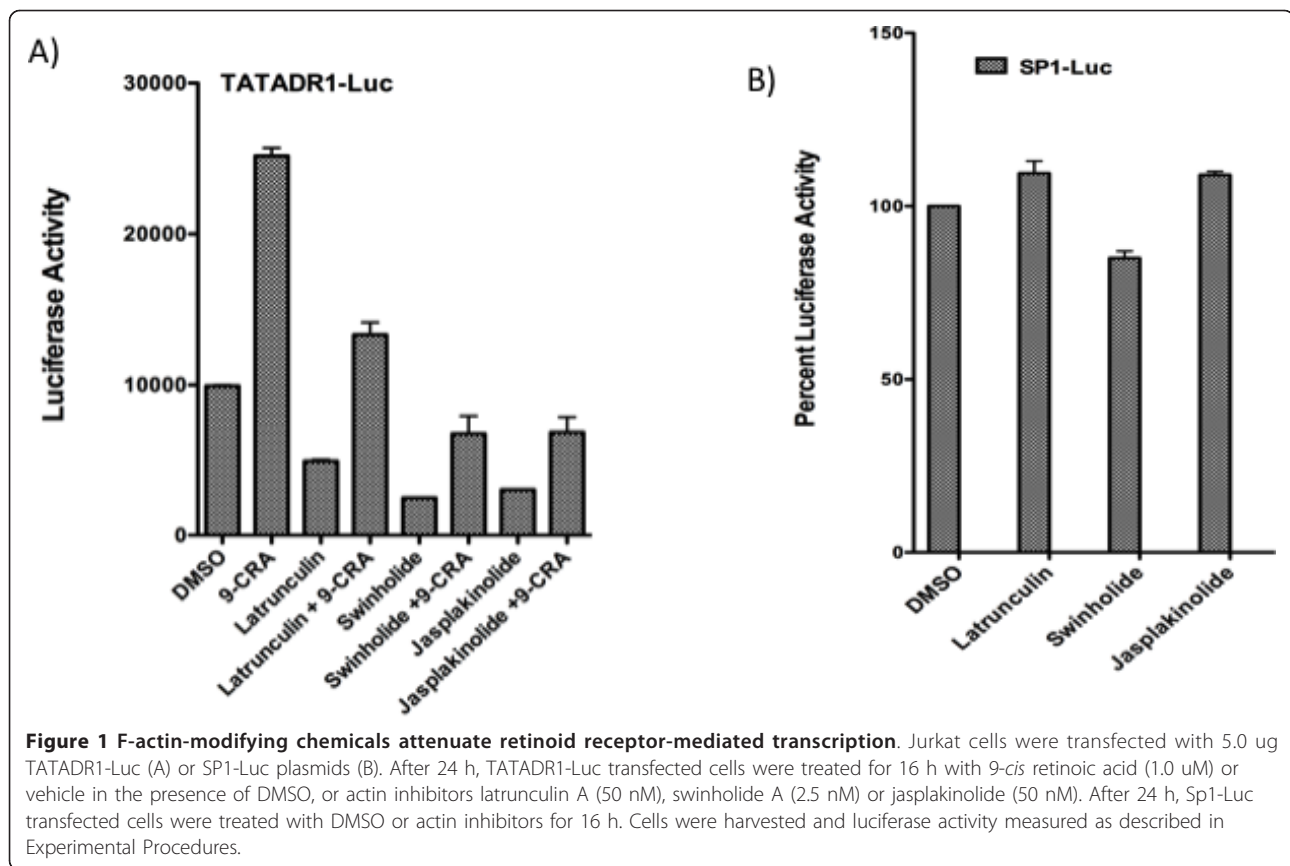 A)
TATADR1-Luc
30000
20000
10000
0
Luciferase Activity
DMSO
9-CRA
Latrunculin
Latrunculin + 9-CRA
Swinholide
Swinholide +9-CRA
Jasplakinolide
Jasplakinolide +9-CRA
B)
SP1-Luc
150
100
50
0
Percent Luciferase Activity
DMSO
Latrunculin
Swinholide
Jasplakinolide
Figure 1 F-actin-modifying chemicals attenuate retinoid receptor-mediated transcription. Jurkat cells were transfected with 5.0 ug
TATADR1-Luc (A) or SP1-Luc plasmids (B). After 24 h, TATADR1-Luc transfected cells were treated for 16 h with 9-cis retinoic acid (1.0 uM) or
vehicle in the presence of DMSO, or actin inhibitors latrunculin A (50 nM), swinholide A (2.5 nM) or jasplakinolide (50 nM). After 24 h, Sp1-Luc
transfected cells were treated with DMSO or actin inhibitors for 16 h. Cells were harvested and luciferase activity measured as described in
Experimental Procedures.